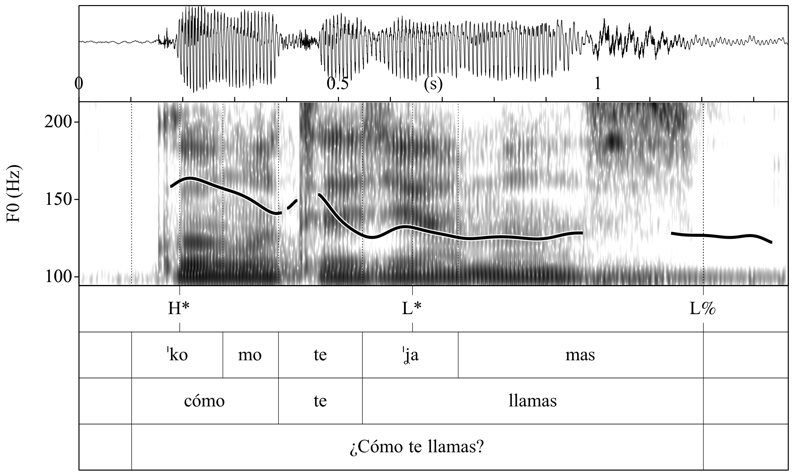 0 0.5 (s) 1
200
150
100
F0 (Hz)
H* L* L%
ˈko mo te ˈʝa mas
cómo te llamas
¿Cómo te llamas?